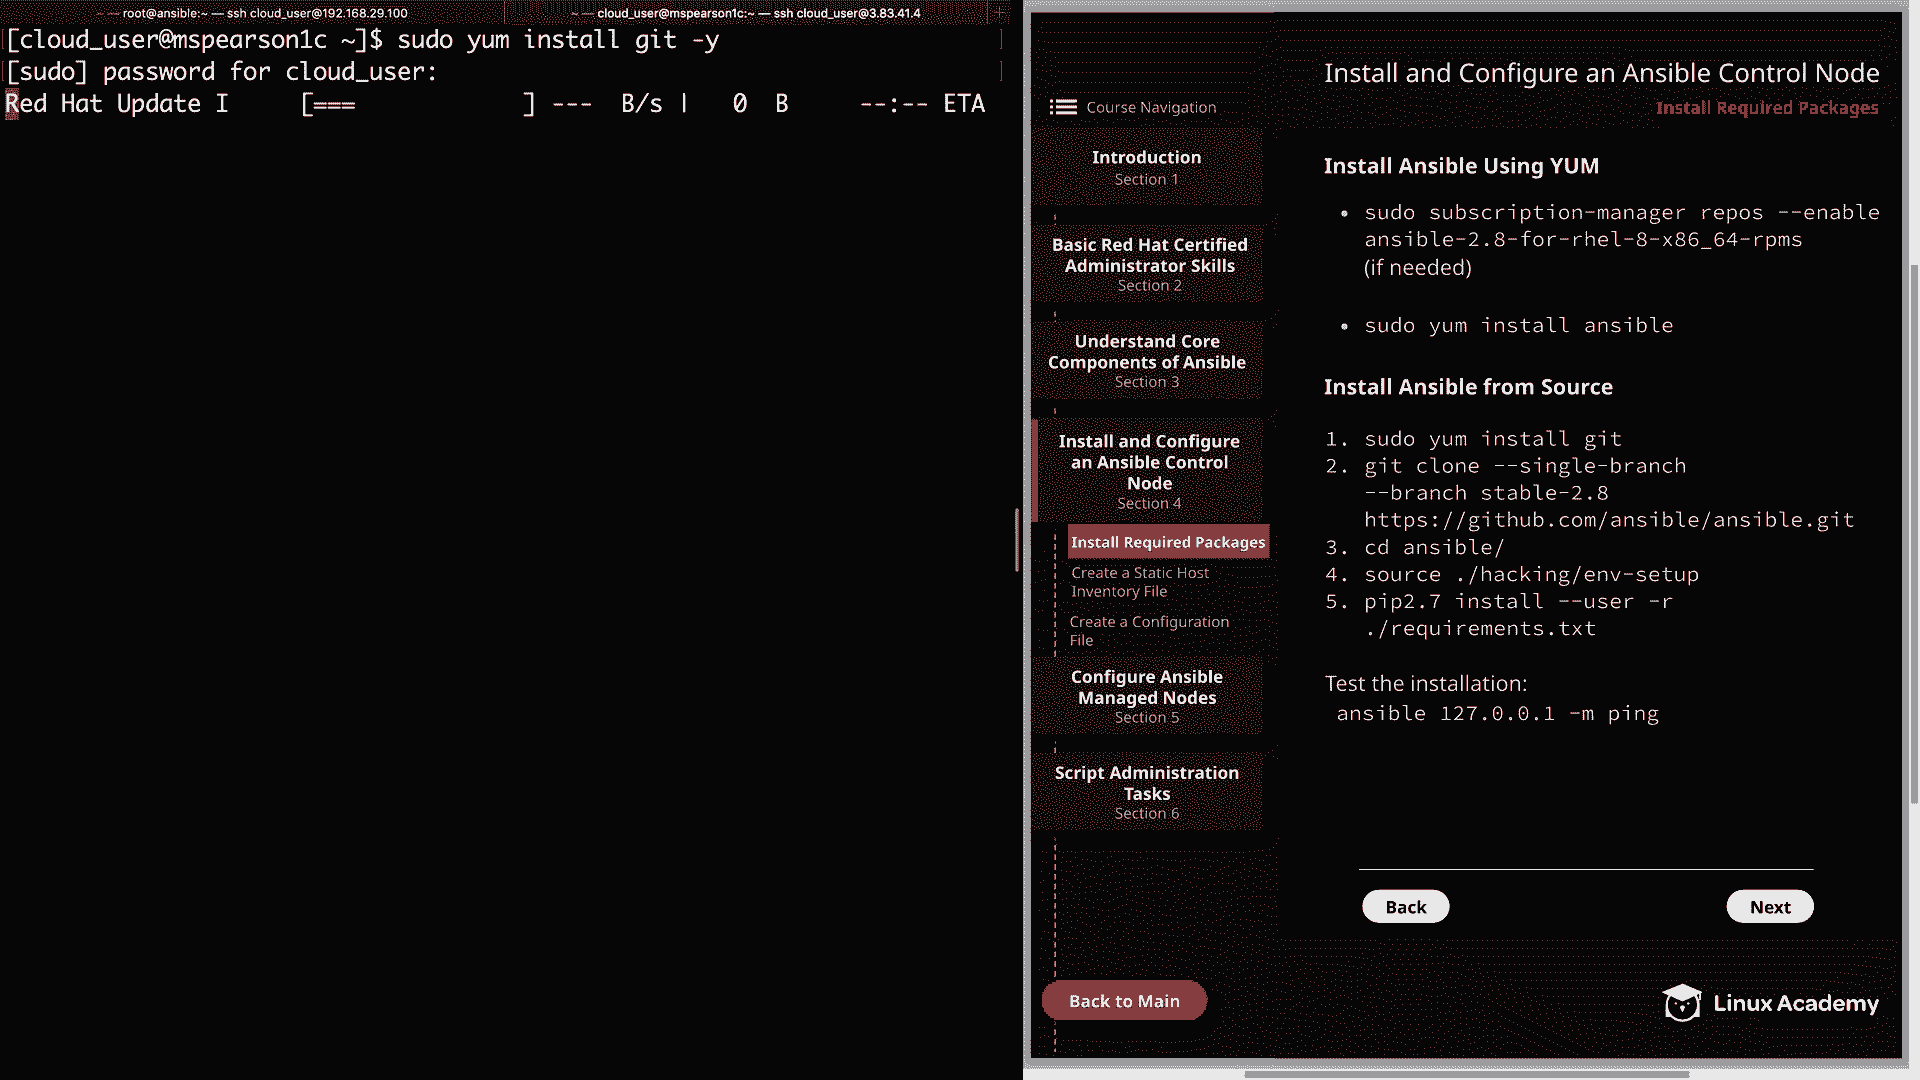 ~ — root@ansible:~ — ssh cloud_user@192.168.29.100
~ — cloud_user@mspearson1c:~ — ssh cloud_user@3.83.41.4
[cloud_user@mspearson1c ~]$ sudo yum install git -y
[sudo] password for cloud_user:
Red Hat Update I     [===            ] ---  B/s |   0  B     --:-- ETA
Course Navigation
Introduction
Section 1
Basic Red Hat Certified
Administrator Skills
Section 2
Understand Core
Components of Ansible
Section 3
Install and Configure
an Ansible Control
Node
Section 4
Install Required Packages
Create a Static Host
Inventory File
Create a Configuration
File
Configure Ansible
Managed Nodes
Section 5
Script Administration
Tasks
Section 6
Back to Main
Install and Configure an Ansible Control Node
Install Required Packages
Install Ansible Using YUM
• sudo subscription-manager repos --enable
ansible-2.8-for-rhel-8-x86_64-rpms
(if needed)
• sudo yum install ansible
Install Ansible from Source
1. sudo yum install git
2. git clone --single-branch
--branch stable-2.8
https://github.com/ansible/ansible.git
3. cd ansible/
4. source ./hacking/env-setup
5. pip2.7 install --user -r
./requirements.txt
Test the installation:
ansible 127.0.0.1 -m ping
Back
Next
Linux Academy